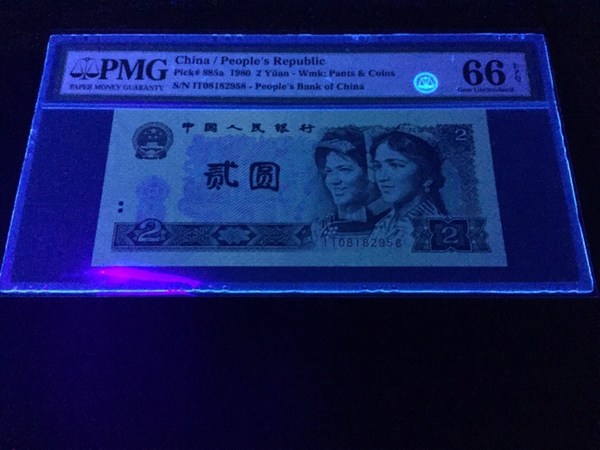 PMG
PAPER MONEY GUARANTY
China / People's Republic
Pick# 885a 1980 2 Yüan - Wmk: Pants & Coins
S/N IT08182958 - People's Bank of China
66 EPQ
Gem Uncirculated
中国人民银行
贰圆
2
2
IT08182958
2